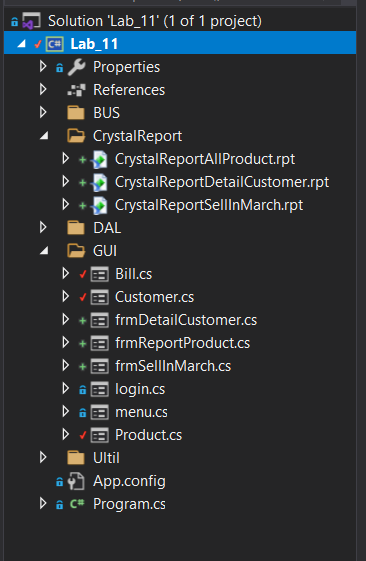 Solution 'Lab_11' (1 of 1 project)
C# Lab_11
Properties
References
BUS
CrystalReport
CrystalReportAllProduct.rpt
CrystalReportDetailCustomer.rpt
CrystalReportSellInMarch.rpt
DAL
GUI
Bill.cs
Customer.cs
frmDetailCustomer.cs
frmReportProduct.cs
frmSellInMarch.cs
login.cs
menu.cs
Product.cs
Ultil
App.config
C# Program.cs